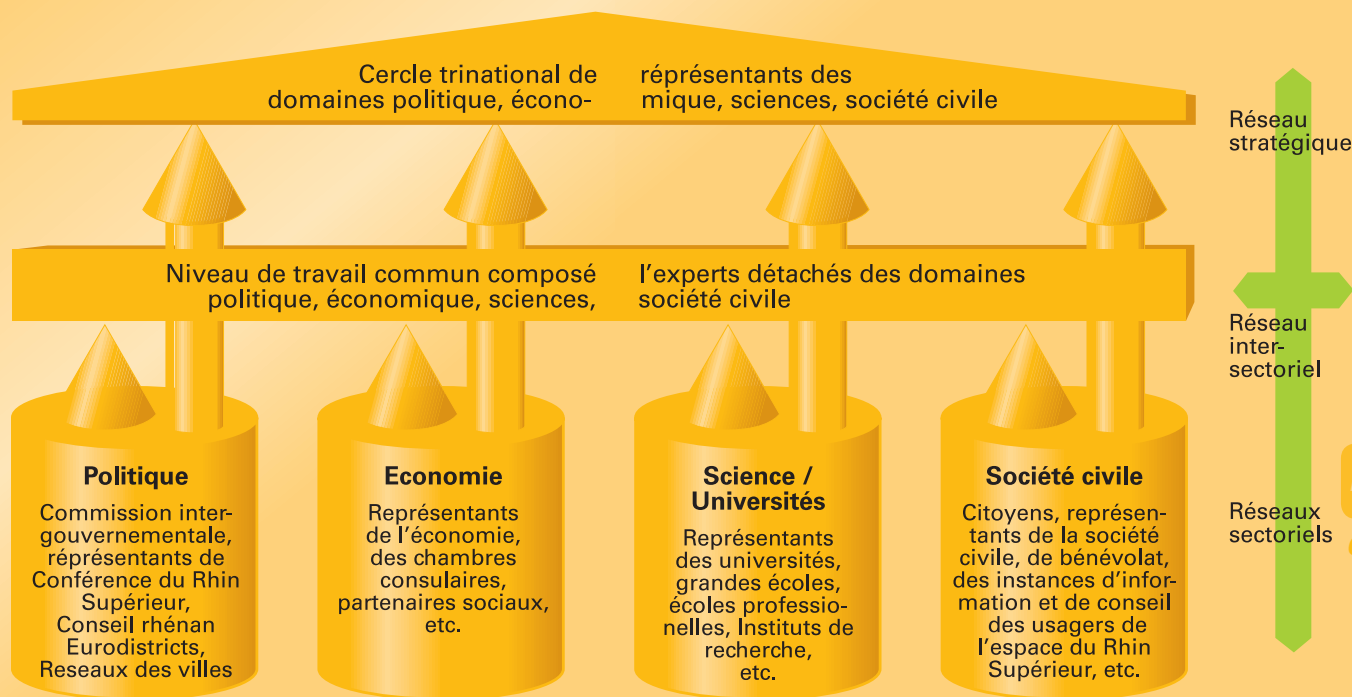 Cercle trinational de réprésentants des
domaines politique, écono- mique, sciences, société civile
Réseau
stratégique
Niveau de travail commun composé l'experts détachés des domaines
politique, économique, sciences, société civile
Réseau
inter-
sectoriel
Politique
Commission inter-
gouvernementale,
réprésentants de
Conférence du Rhin
Supérieur,
Conseil rhénan
Eurodistricts,
Reseaux des villes
Economie
Représentants
de l'économie,
des chambres
consulaires,
partenaires sociaux,
etc.
Science /
Universités
Représentants
des universités,
grandes écoles,
écoles professio-
nelles, Instituts de
recherche,
etc.
Société civile
Citoyens, représen-
tants de la société
civile, de bénévolat,
des instances d'infor-
mation et de conseil
des usagers de
l'espace du Rhin
Supérieur, etc.
Réseaux
sectoriels